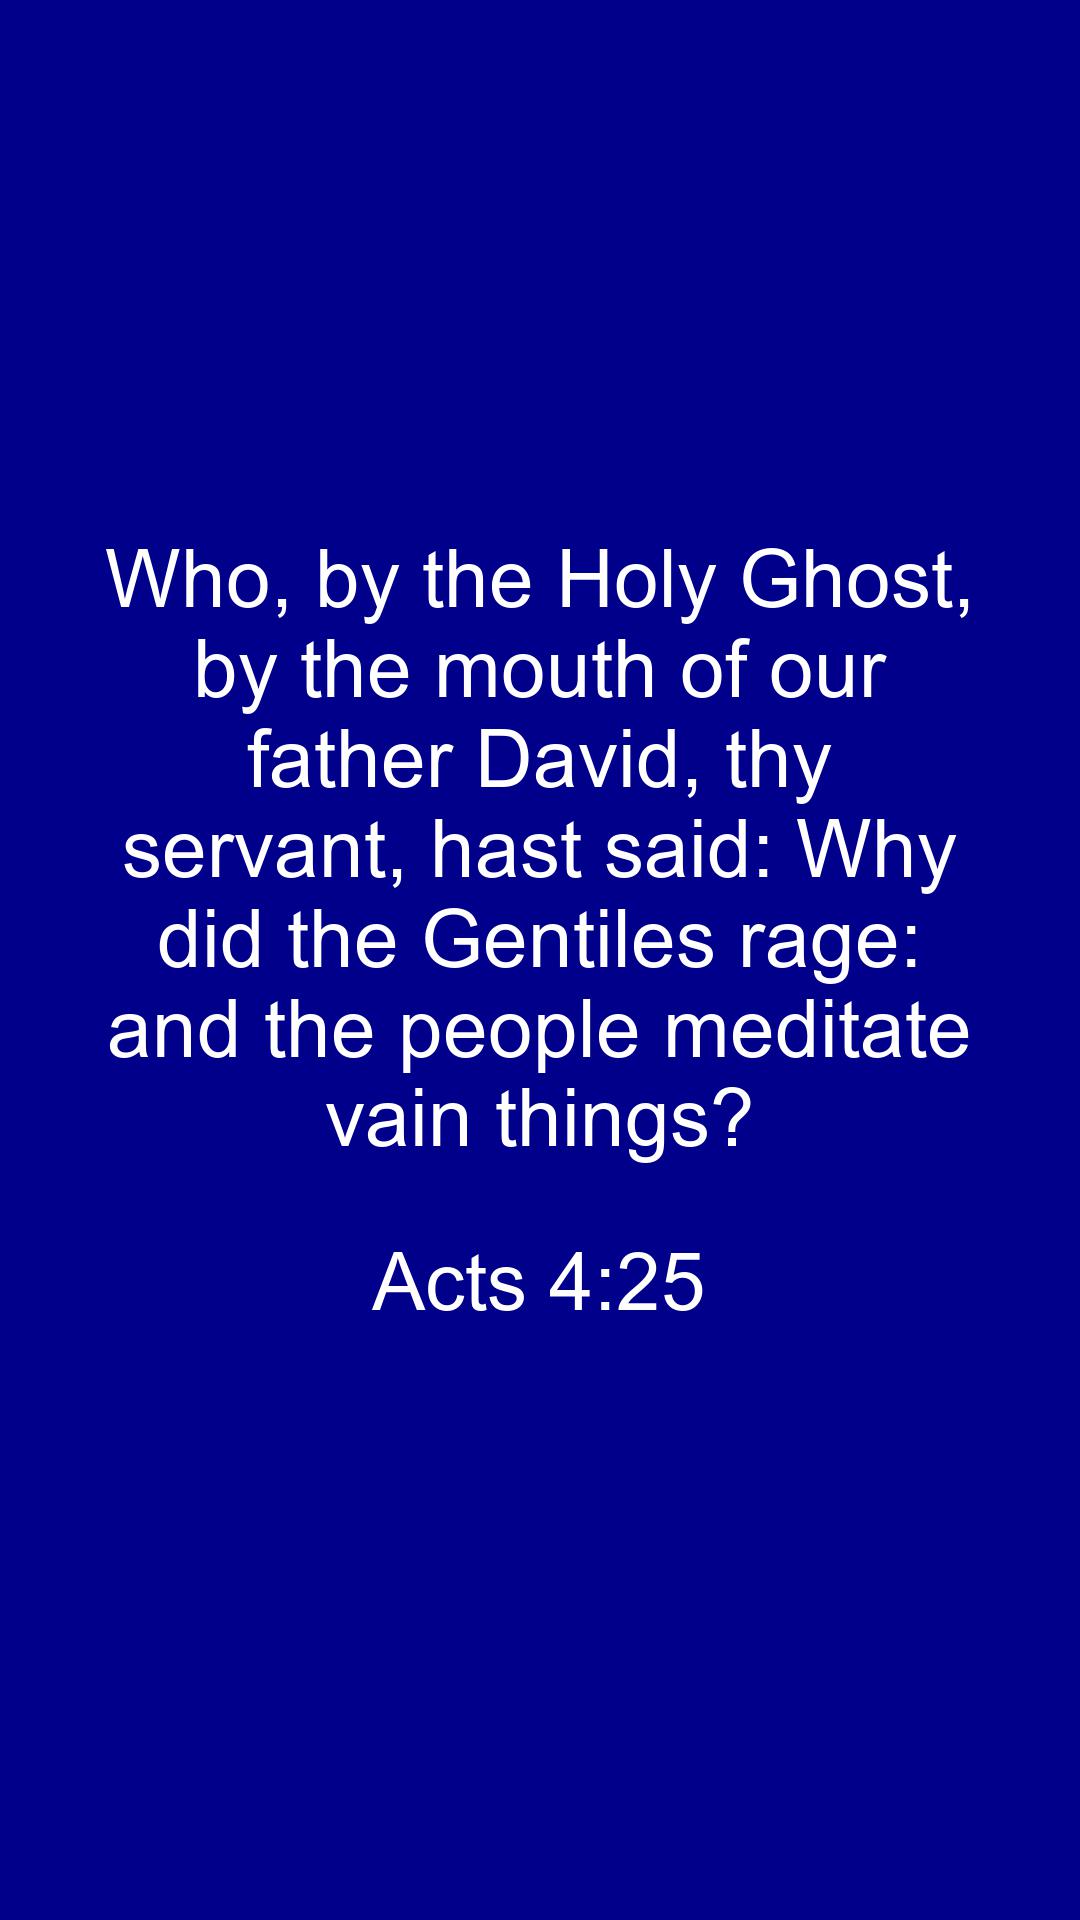 Who, by the Holy Ghost,
by the mouth of our
father David, thy
servant, hast said: Why
did the Gentiles rage:
and the people meditate
vain things?
Acts 4:25